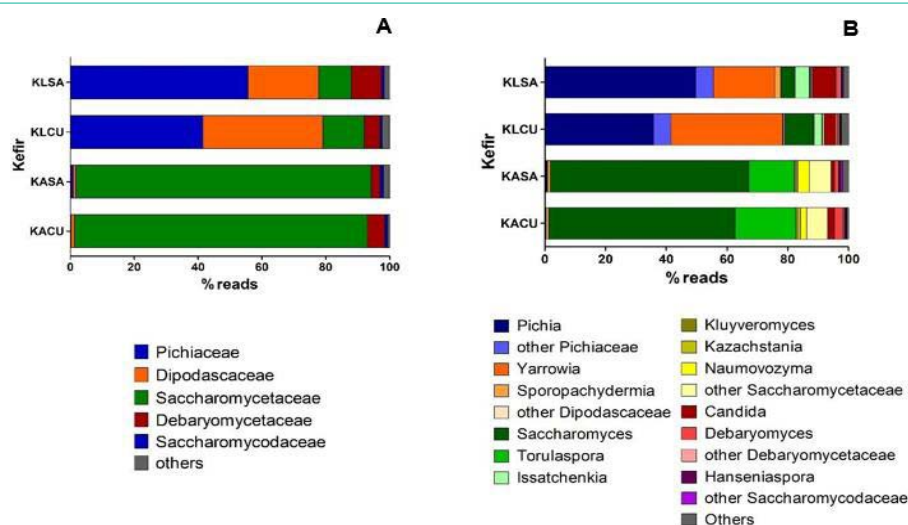 A
KLSA
KLCU
KASA
KACU
Kefir
0 20 40 60 80 100
% reads
Pichiaceae
Dipodascaceae
Saccharomycetaceae
Debaryomycetaceae
Saccharomycodaceae
others
B
KLSA
KLCU
KASA
KACU
Kefir
0 20 40 60 80 100
% reads
Pichia
other Pichiaceae
Yarrowia
Sporopachydermia
other Dipodascaceae
Saccharomyces
Torulaspora
Issatchenkia
Kluyveromyces
Kazachstania
Naumovozyma
other Saccharomycetaceae
Candida
Debaryomyces
other Debaryomycetaceae
Hanseniaspora
other Saccharomycodaceae
Others